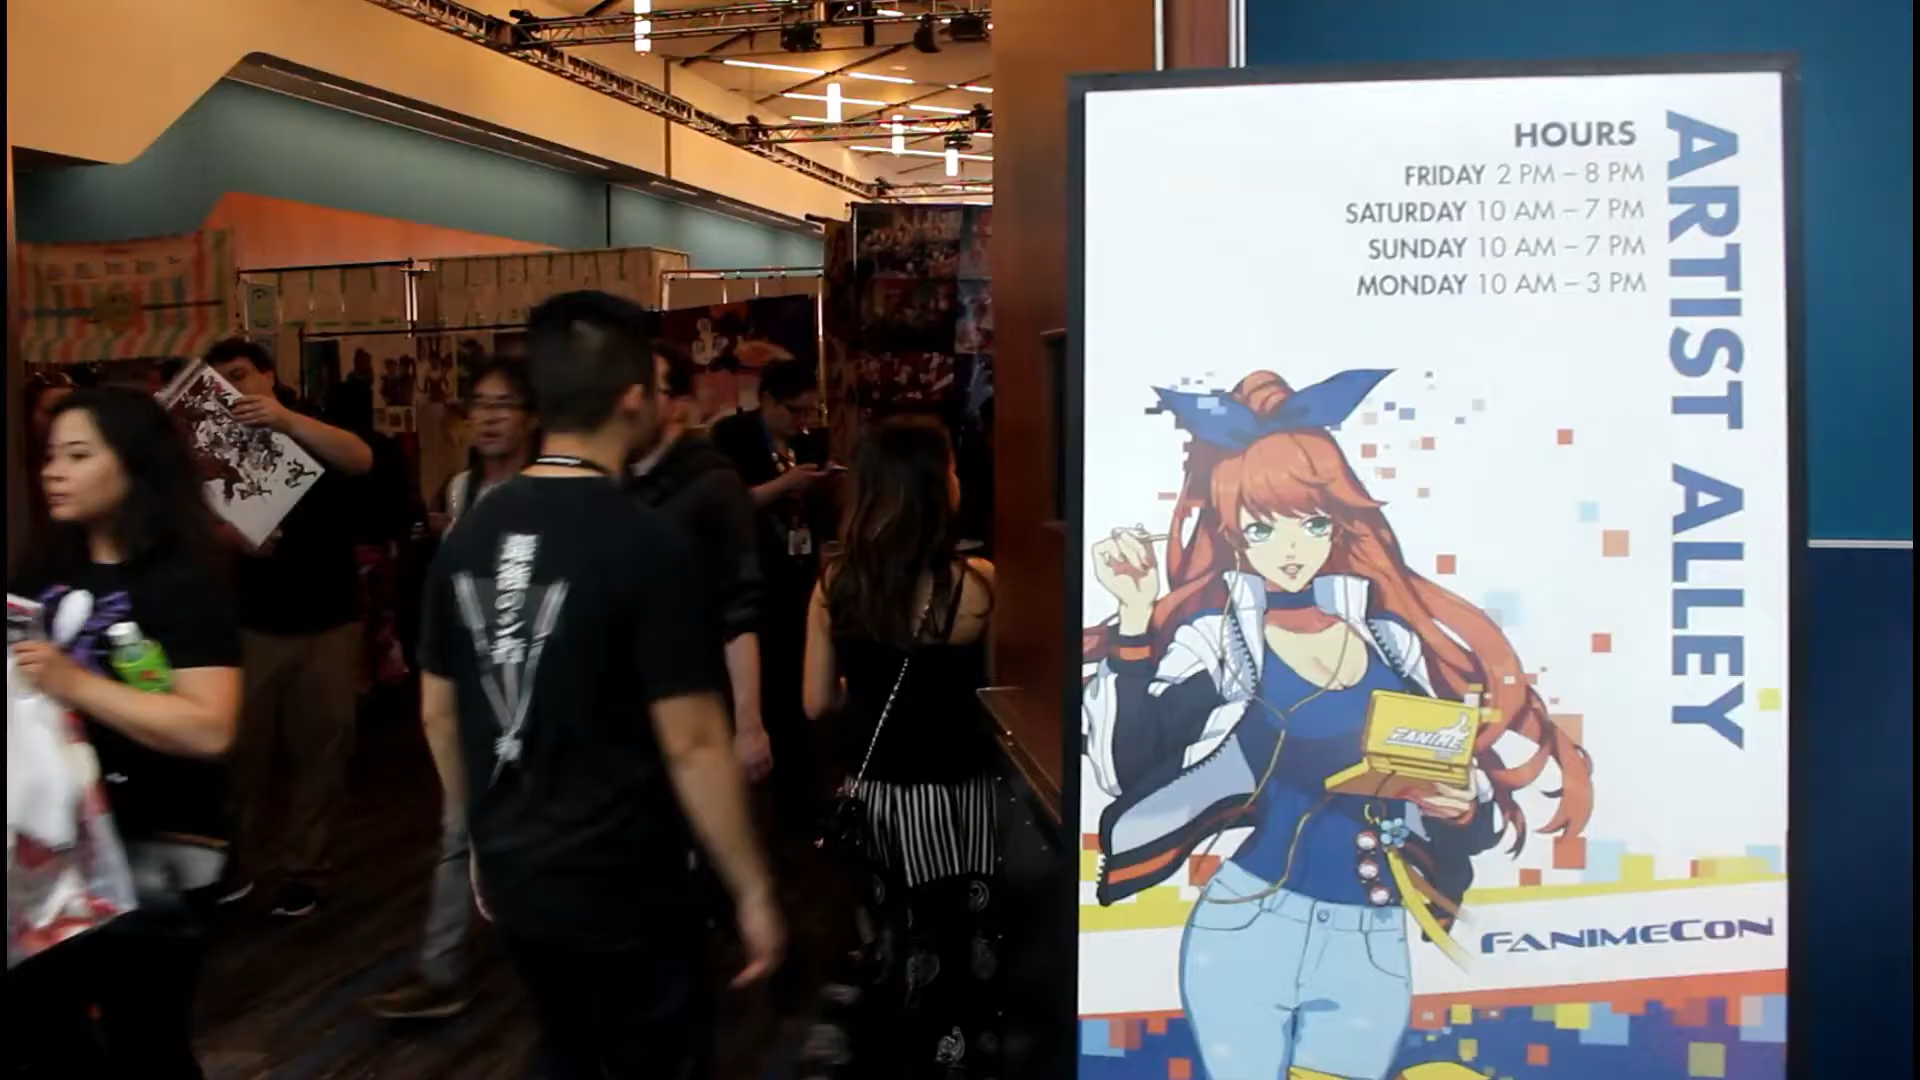 HOURS
FRIDAY 2 PM – 8 PM
SATURDAY 10 AM – 7 PM
SUNDAY 10 AM – 7 PM
MONDAY 10 AM – 3 PM
ARTIST ALLEY
FANIME
FANIMECON